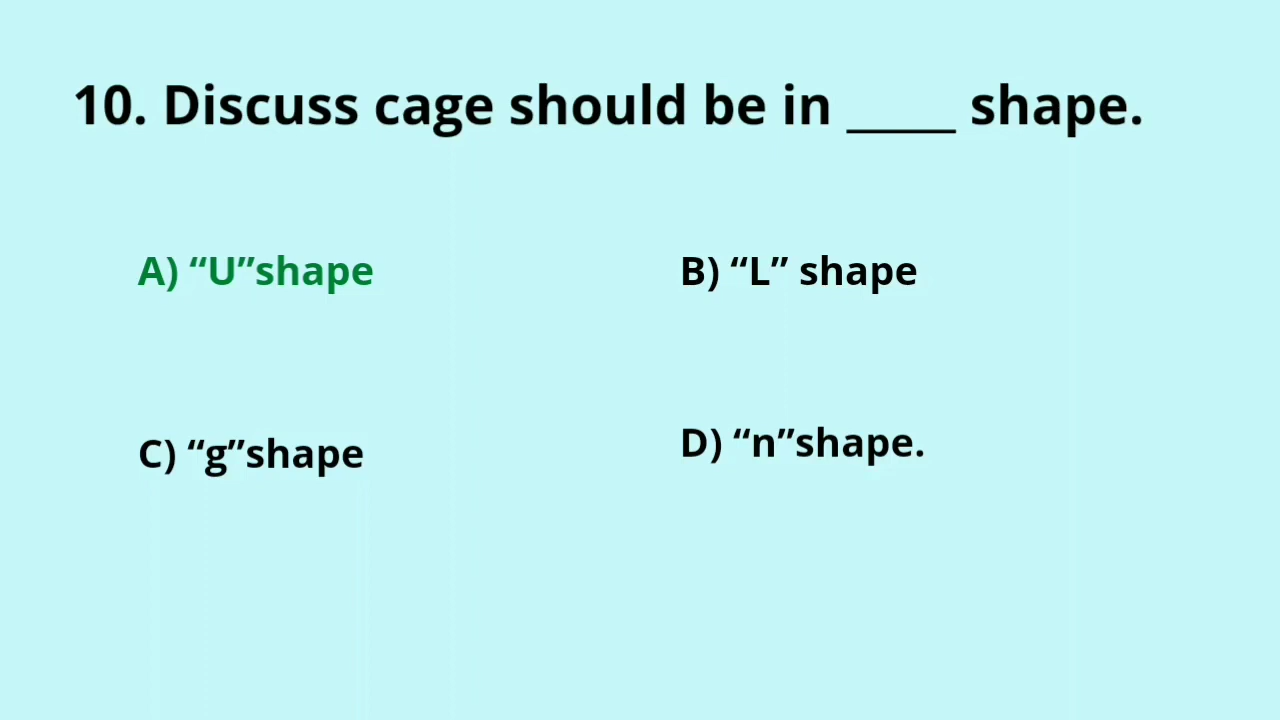 10. Discuss cage should be in _____ shape.
A) “U”shape
B) “L” shape
C) “g”shape
D) “n”shape.